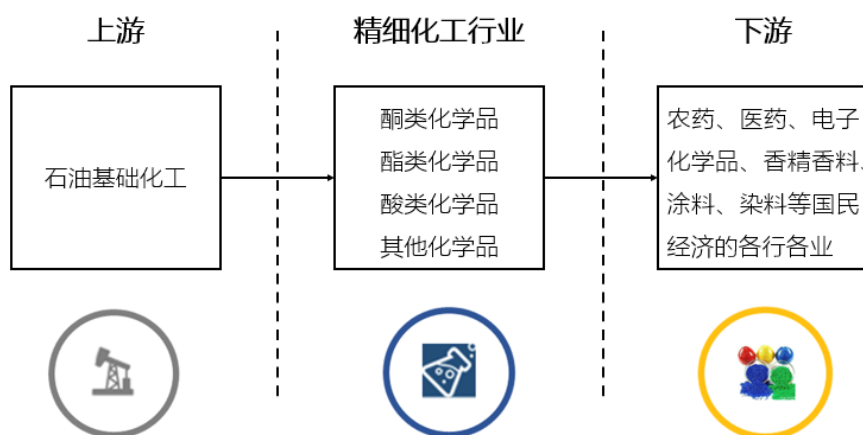 上游
精细化工行业
下游
石油基础化工
酮类化学品
酯类化学品
酸类化学品
其他化学品
农药、医药、电子
化学品、香精香料、
涂料、染料等国民
经济的各行各业